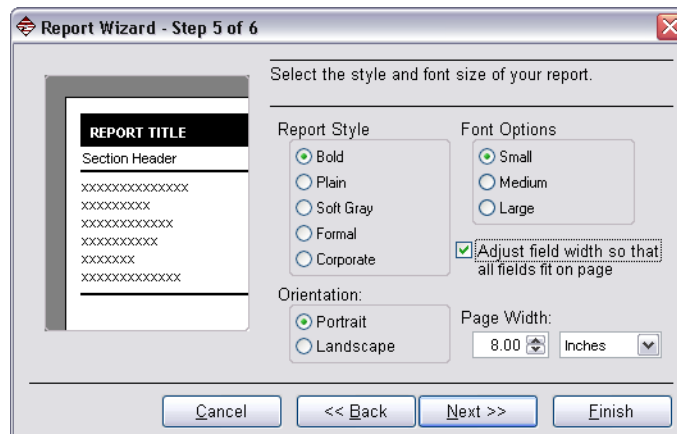 Report Wizard - Step 5 of 6
Select the style and font size of your report.
REPORT TITLE
Section Header
XXXXXXXXXXXXXXX
XXXXXXXXX
XXXXXXXXXXXXX
XXXXXXXXXX
XXXXXXX
XXXXXXXXXXXXXX
Report Style
Bold
Plain
Soft Gray
Formal
Corporate
Orientation:
Portrait
Landscape
Font Options
Small
Medium
Large
Adjust field width so that
all fields fit on page
Page Width:
8.00 Inches
Cancel << Back Next >> Finish